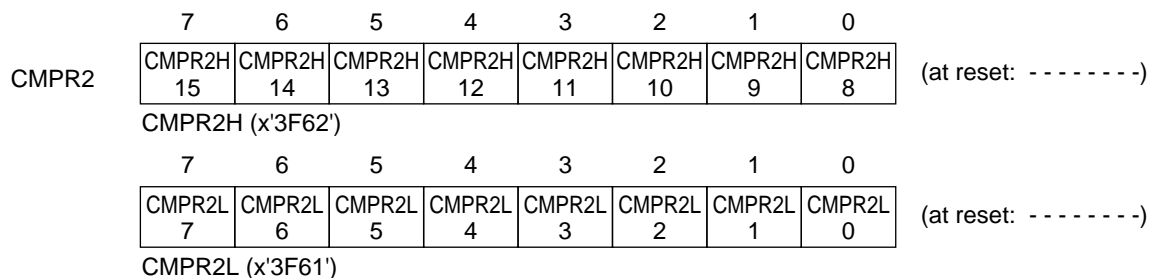 7 6 5 4 3 2 1 0
CMPR2 CMPR2H CMPR2H CMPR2H CMPR2H CMPR2H CMPR2H CMPR2H CMPR2H (at reset: - - - - - - - -)
15 14 13 12 11 10 9 8
CMPR2H (x'3F62')
7 6 5 4 3 2 1 0
CMPR2L CMPR2L CMPR2L CMPR2L CMPR2L CMPR2L CMPR2L CMPR2L (at reset: - - - - - - - -)
7 6 5 4 3 2 1 0
CMPR2L (x'3F61')